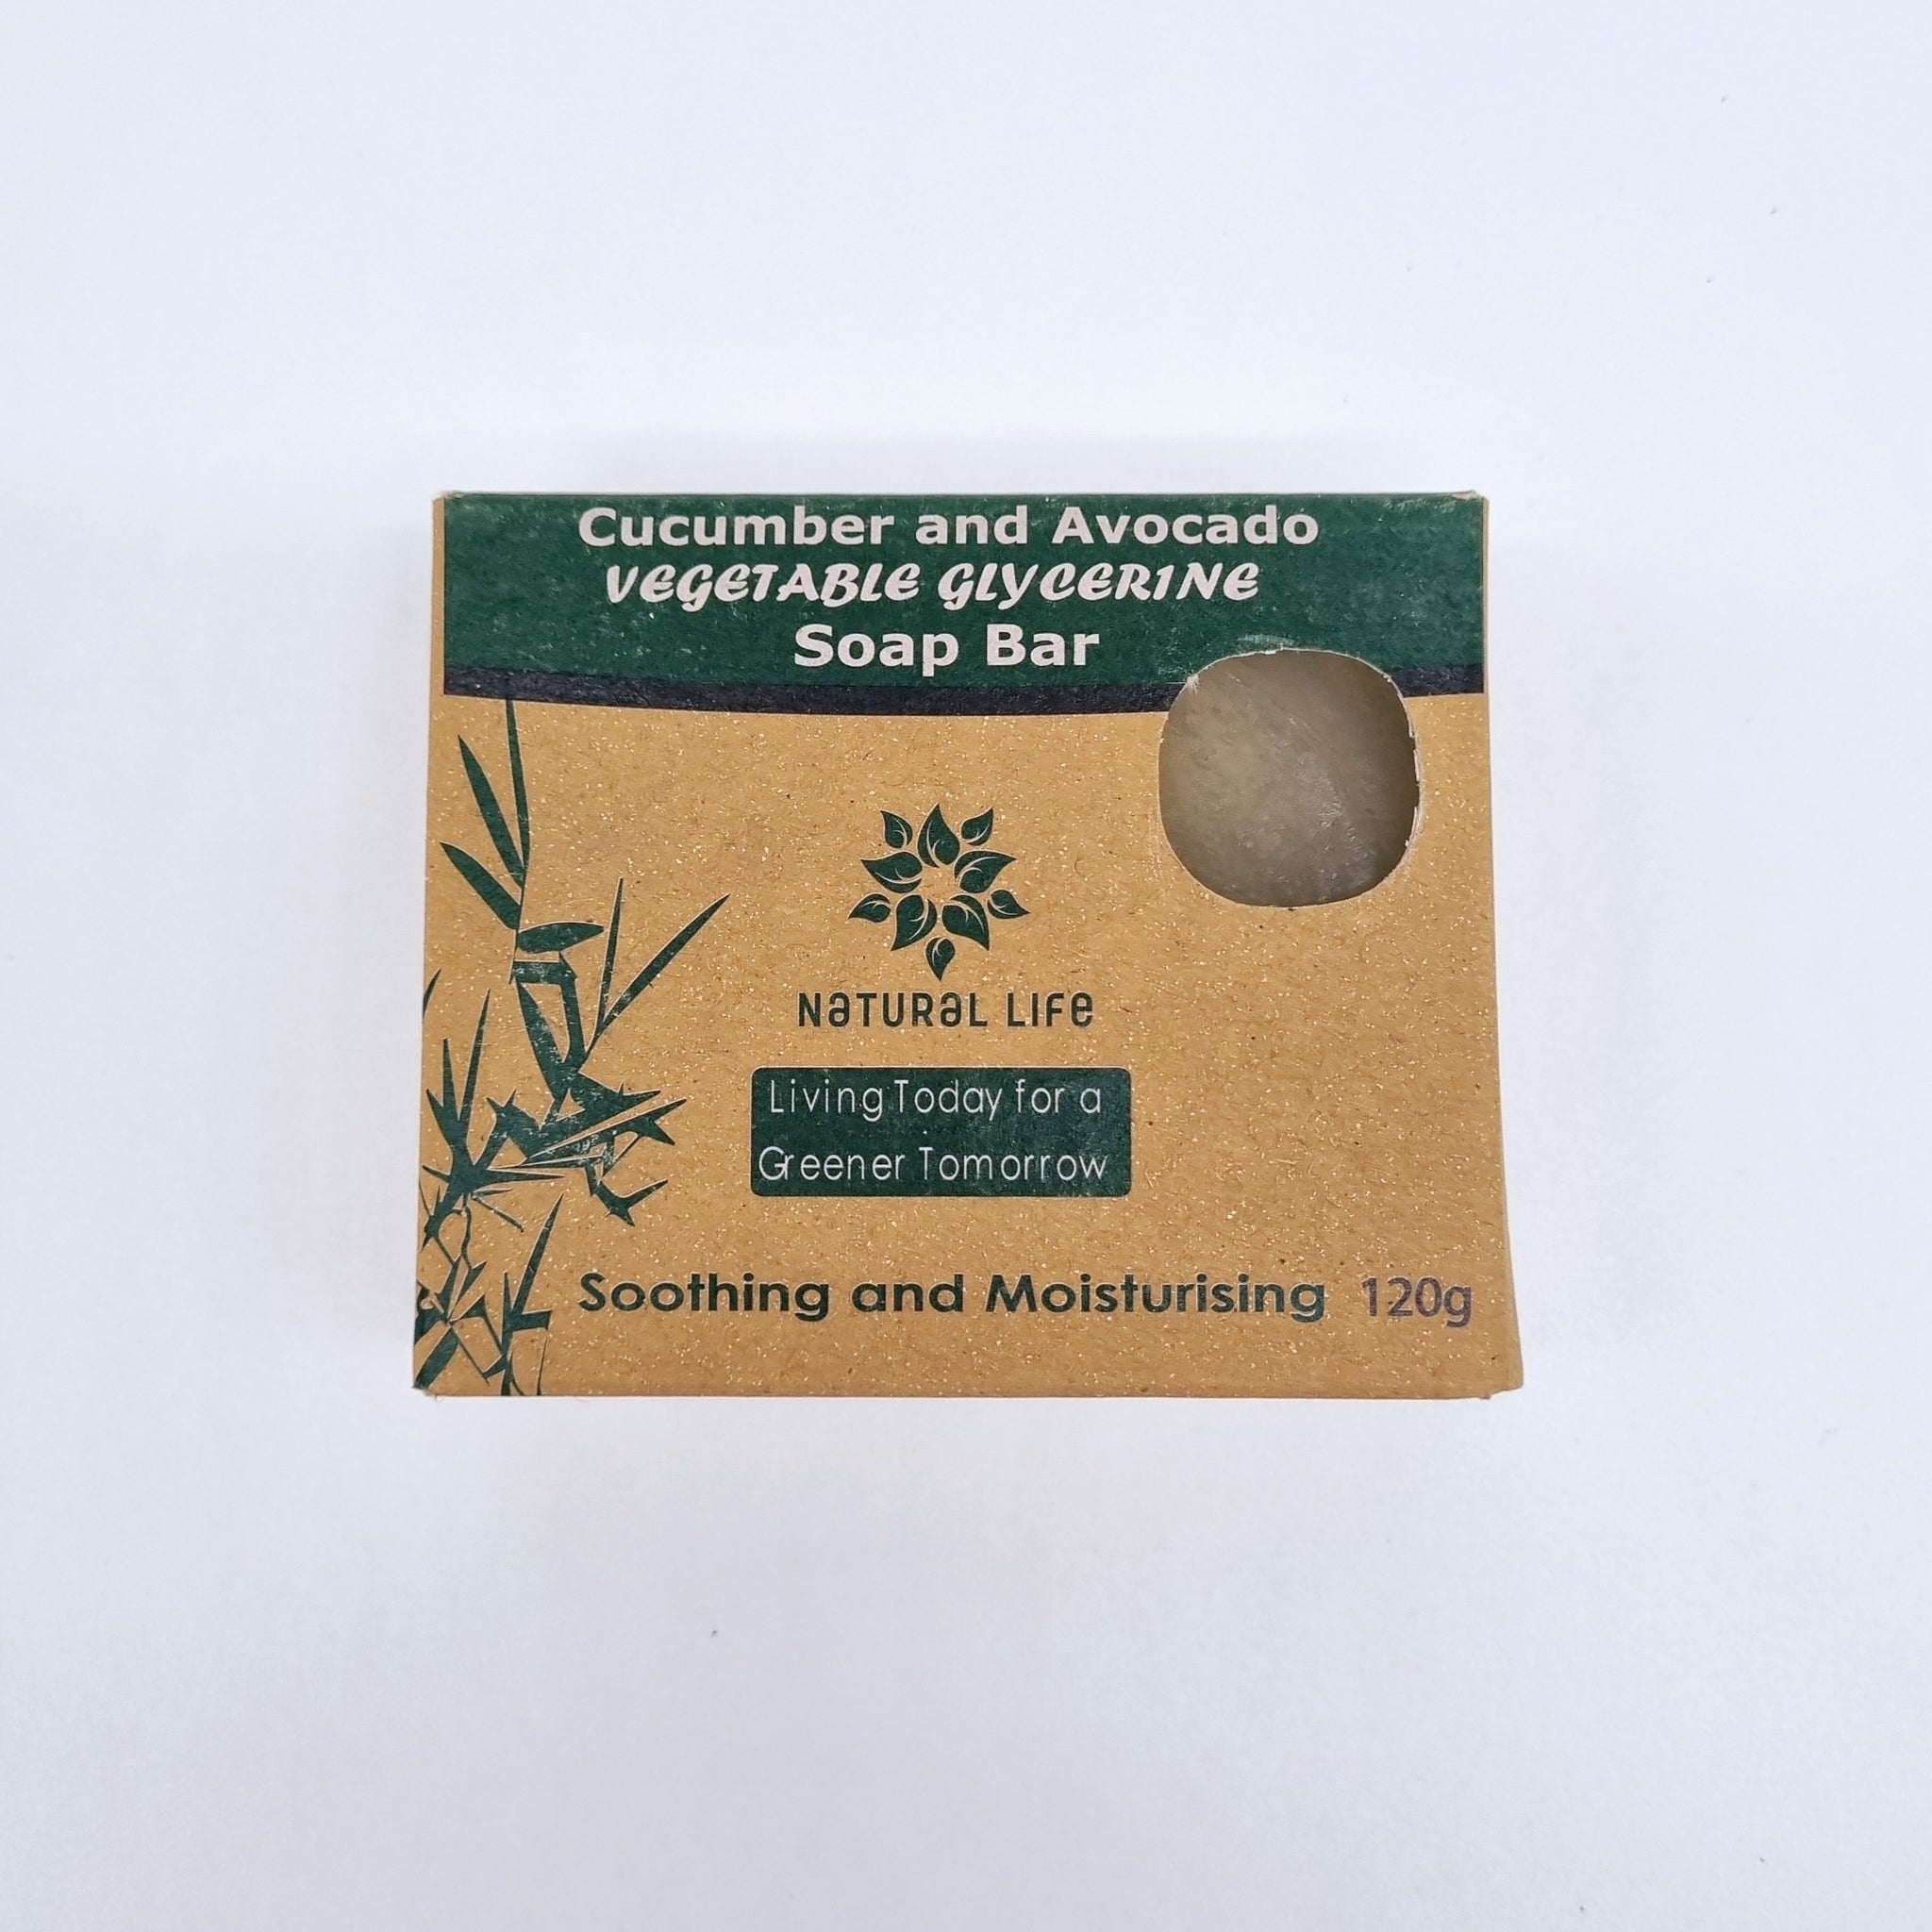 Cucumber and Avocado
VEGETABLE GLYCERINE
Soap Bar
NATURAL LIFE
Living Today for a
Greener Tomorrow
Soothing and Moisturising 120g